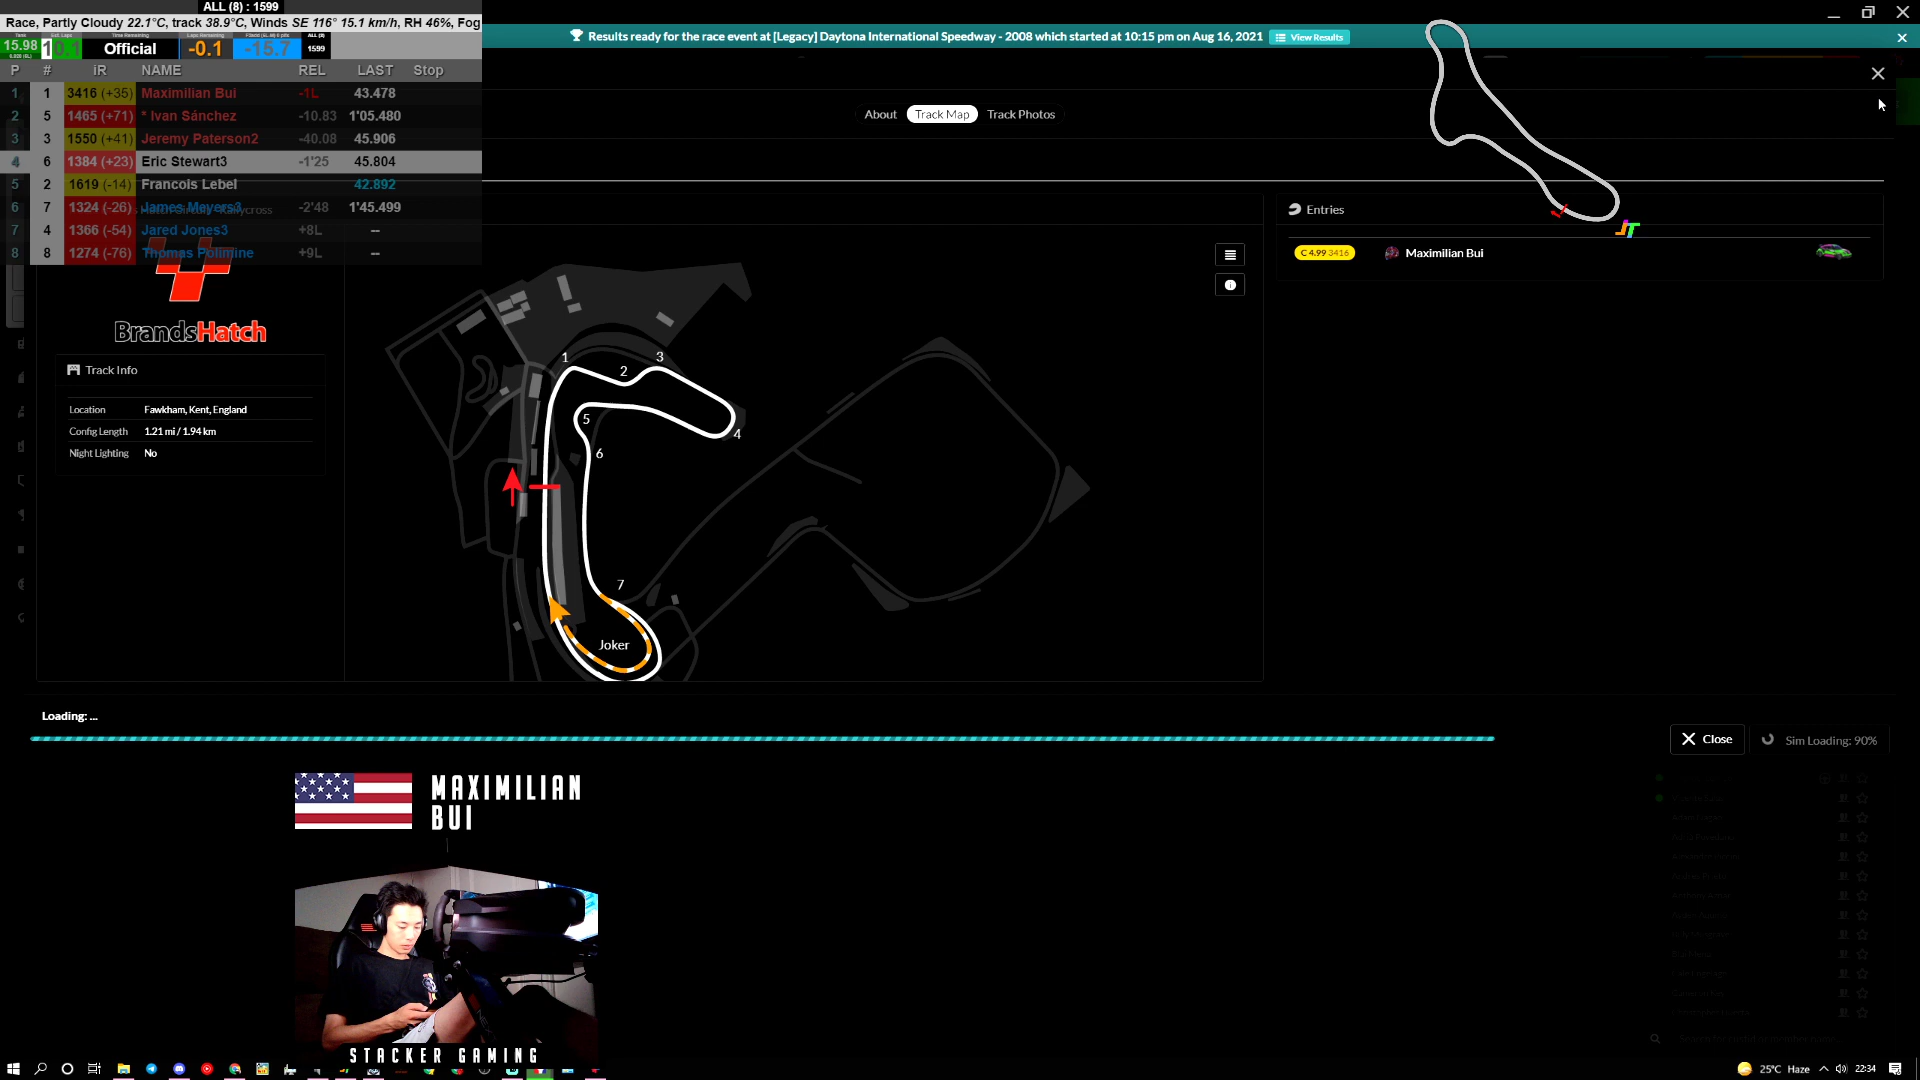 ALL (8) : 1599
Race, Partly Cloudy 22.1°C, track 38.9°C, Winds SE 116° 15.1 km/h, RH 46%, Fog
15.98
Official
-0.1
-15.7
1599
P # iR NAME REL LAST Stop
1 1 3416 (+35) Maximilian Bui -1L 43.478
2 5 1465 (+71) * Ivan Sánchez -10.83 1'05.480
3 3 1550 (+41) Jeremy Paterson2 -40.08 45.906
4 6 1384 (+23) Eric Stewart3 -1'25 45.804
5 2 1619 (-14) Francois Lebel 42.892
6 7 1324 (-26) James Meyers3 -2'48 1'45.499
7 4 1366 (-54) Jared Jones3 +8L --
8 8 1274 (-76) +9L --
Results ready for the race event at [Legacy] Daytona International Speedway - 2008 which started at 10:15 pm on Aug 16, 2021
View Results
About
Track Map
Track Photos
BrandsHatch
Track Info
Location Fawkham, Kent, England
Config Length 1.21 mi / 1.94 km
Night Lighting No
1
2
3
4
5
6
7
Joker
Entries
C 4.99 3416
Maximilian Bui
Loading: ...
Close
Sim Loading: 90%
MAXIMILIAN
BUI
STACKER GAMING
25°C Haze
22:34